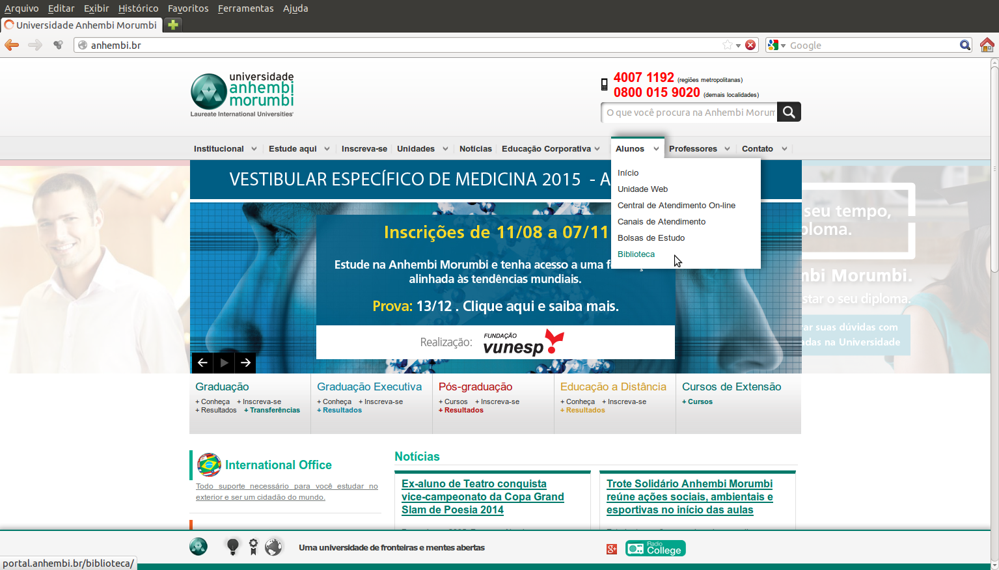 Arquivo Editar Exibir Histórico Favoritos Ferramentas Ajuda
Universidade Anhembi Morumbi
anhembi.br
Google
universidade
anhembi
morumbi
Laureate International Universities
4007 1192 (regiões metropolitanas)
0800 015 9020 (demais localidades)
O que você procura na Anhembi Morum
Institucional Estude aqui Inscreva-se Unidades Notícias Educação Corporativa Alunos Professores Contato
Início
Unidade Web
Central de Atendimento On-line
Canais de Atendimento
Bolsas de Estudo
Biblioteca
VESTIBULAR ESPECÍFICO DE MEDICINA 2015 - A
Inscrições de 11/08 a 07/11
Estude na Anhembi Morumbi e tenha acesso a uma
alinhada às tendências mundiais.
Prova: 13/12 . Clique aqui e saiba mais.
Realização: FUNDAÇÃO
vunesp
seu tempo,
ploma.
mbi Morumbi.
star o seu diploma.
rar suas dúvidas com
adas na Universidade
Graduação
+ Conheça + Inscreva-se
+ Resultados + Transferências
Graduação Executiva
+ Conheça + Inscreva-se
+ Resultados
Pós-graduação
+ Cursos + Inscreva-se
+ Resultados
Educação a Distância
+ Conheça + Inscreva-se
+ Resultados
Cursos de Extensão
+ Cursos
International Office
Todo suporte necessário para você estudar no
exterior e ser um cidadão do mundo.
Notícias
Ex-aluno de Teatro conquista
vice-campeonato da Copa Grand
Slam de Poesia 2014
Trote Solidário Anhembi Morumbi
reúne ações sociais, ambientais e
esportivas no início das aulas
Uma universidade de fronteiras e mentes abertas
g+
Radio
College
portal.anhembi.br/biblioteca/